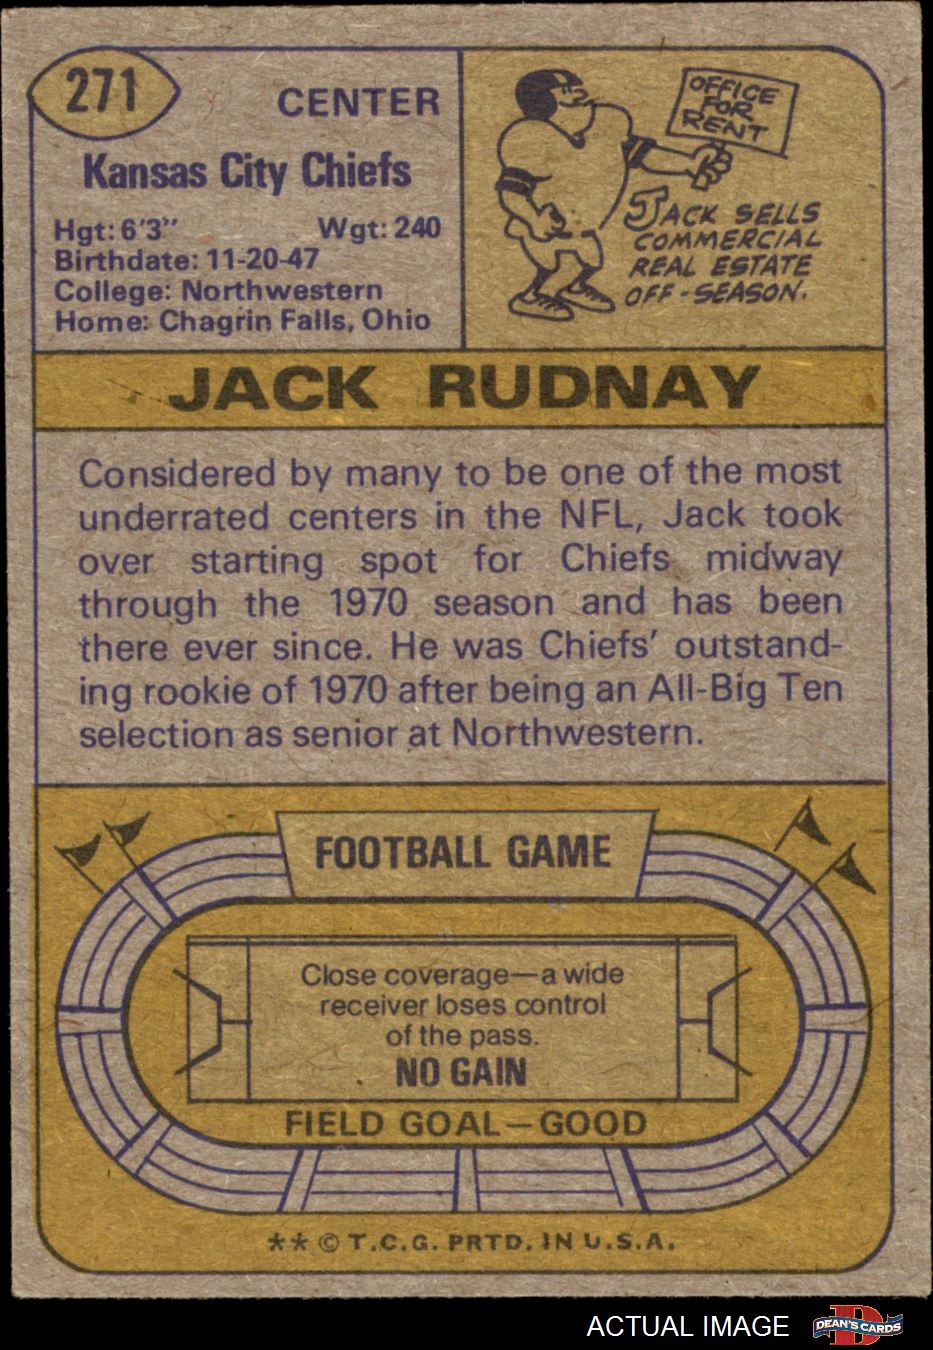 271
CENTER
Kansas City Chiefs
Hgt: 6'3" Wgt: 240
Birthdate: 11-20-47
College: Northwestern
Home: Chagrin Falls, Ohio
OFFICE
FOR
RENT
JACK SELLS
COMMERCIAL
REAL ESTATE
OFF-SEASON.
JACK RUDNAY
Considered by many to be one of the most
underrated centers in the NFL, Jack took
over starting spot for Chiefs midway
through the 1970 season and has been
there ever since. He was Chiefs' outstand-
ing rookie of 1970 after being an All-Big Ten
selection as senior at Northwestern.
FOOTBALL GAME
Close coverage—a wide
receiver loses control
of the pass.
NO GAIN
FIELD GOAL—GOOD
** © T.C.G. PRTD. IN U.S.A.
ACTUAL IMAGE
DEAN'S CARDS